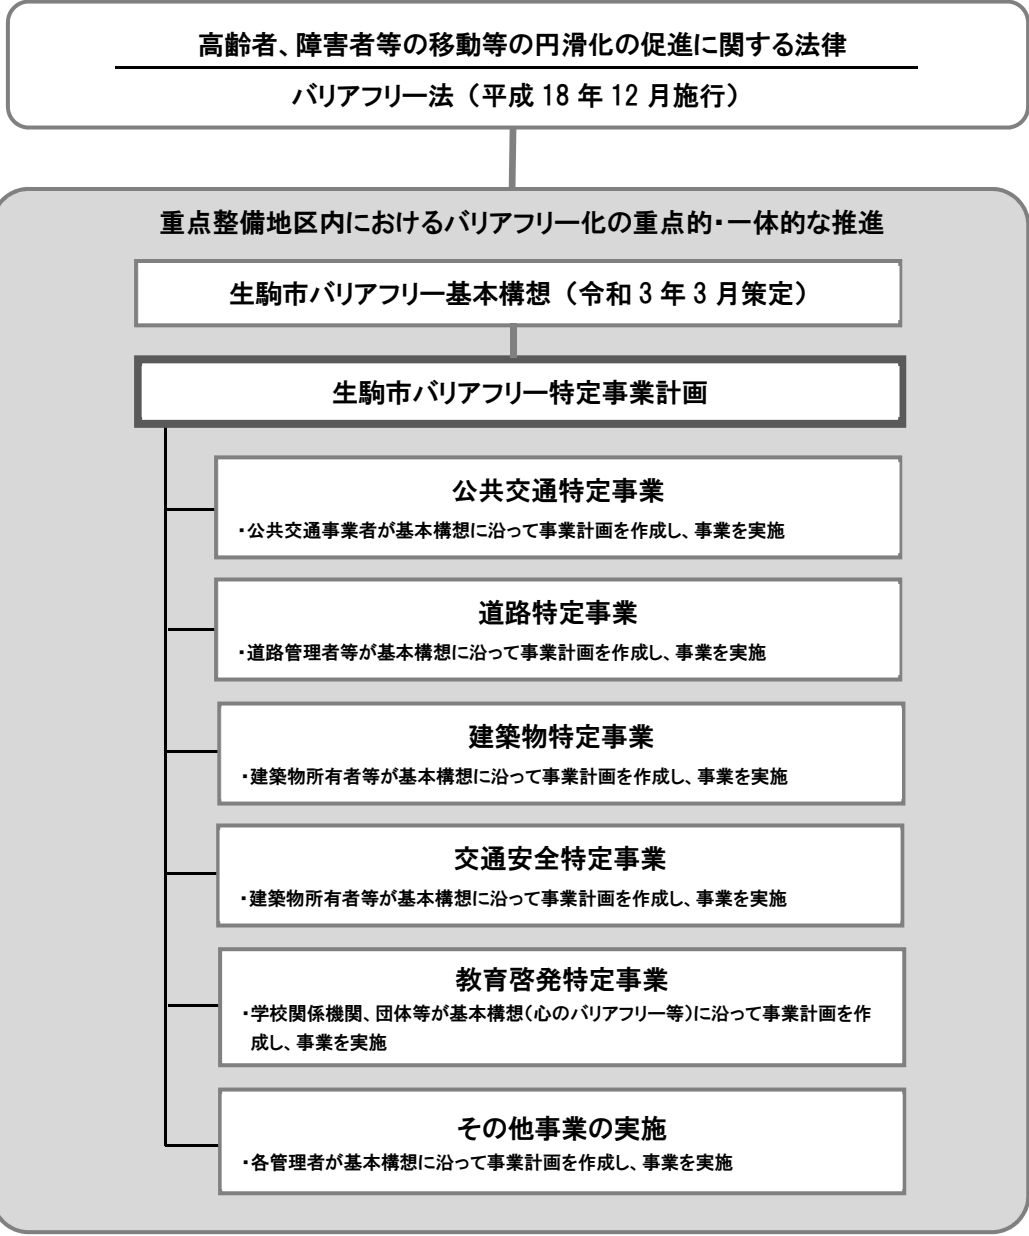 高齢者、障害者等の移動等の円滑化の促進に関する法律
バリアフリー法（平成 18 年 12 月施行）
重点整備地区内におけるバリアフリー化の重点的・一体的な推進
生駒市バリアフリー基本構想（令和 3 年 3 月策定）
生駒市バリアフリー特定事業計画
公共交通特定事業
・公共交通事業者が基本構想に沿って事業計画を作成し、事業を実施
道路特定事業
・道路管理者等が基本構想に沿って事業計画を作成し、事業を実施
建築物特定事業
・建築物所有者等が基本構想に沿って事業計画を作成し、事業を実施
交通安全特定事業
・建築物所有者等が基本構想に沿って事業計画を作成し、事業を実施
教育啓発特定事業
・学校関係機関、団体等が基本構想（心のバリアフリー等）に沿って事業計画を作
成し、事業を実施
その他事業の実施
・各管理者が基本構想に沿って事業計画を作成し、事業を実施